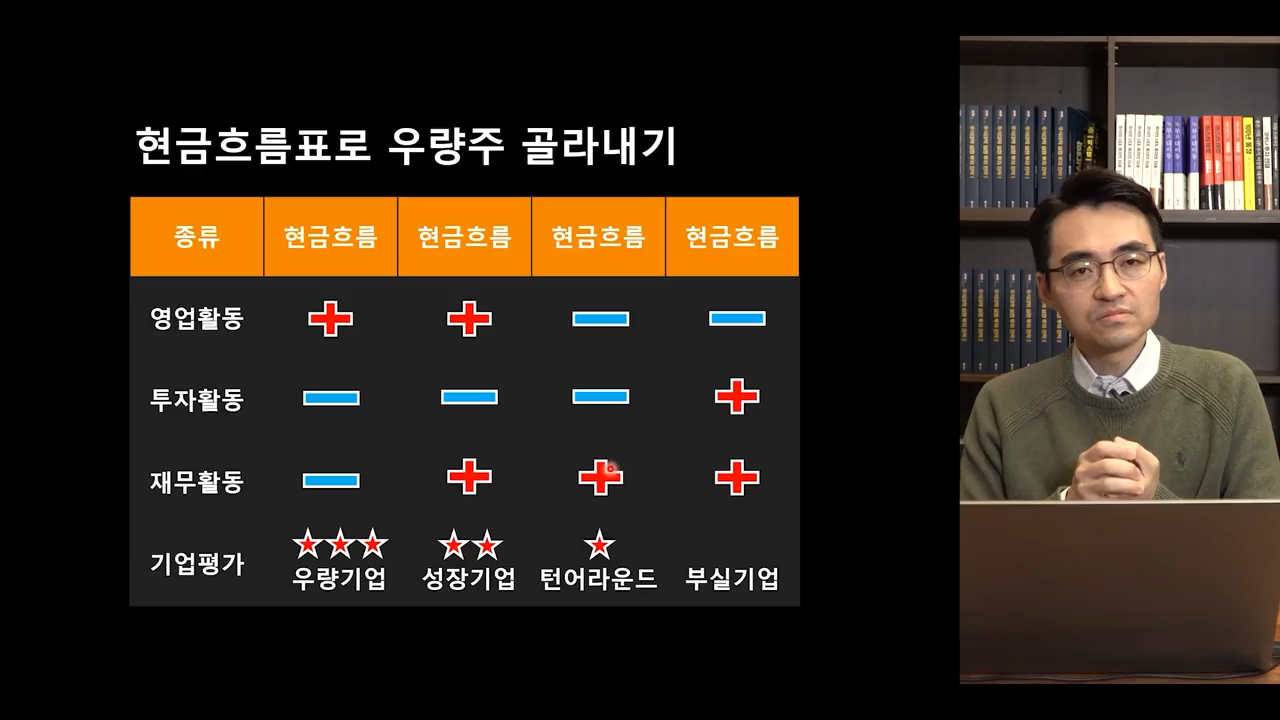 현금흐름표로 우량주 골라내기
종류 현금흐름 현금흐름 현금흐름 현금흐름
영업활동 + + - -
투자활동 - - - +
재무활동 - + + +
기업평가 ★★★ ★★ ★
우량기업 성장기업 턴어라운드 부실기업